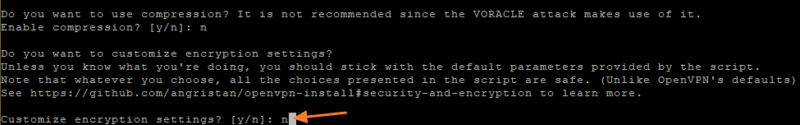 Do you want to use compression? It is not recommended since the VORACLE attack makes use of it.
Enable compression? [y/n]: n
Do you want to customize encryption settings?
Unless you know what you're doing, you should stick with the default parameters provided by the script.
Note that whatever you choose, all the choices presented in the script are safe. (Unlike OpenVPN's defaults)
See https://github.com/angristan/openvpn-install#security-and-encryption to learn more.
Customize encryption settings? [y/n]: n